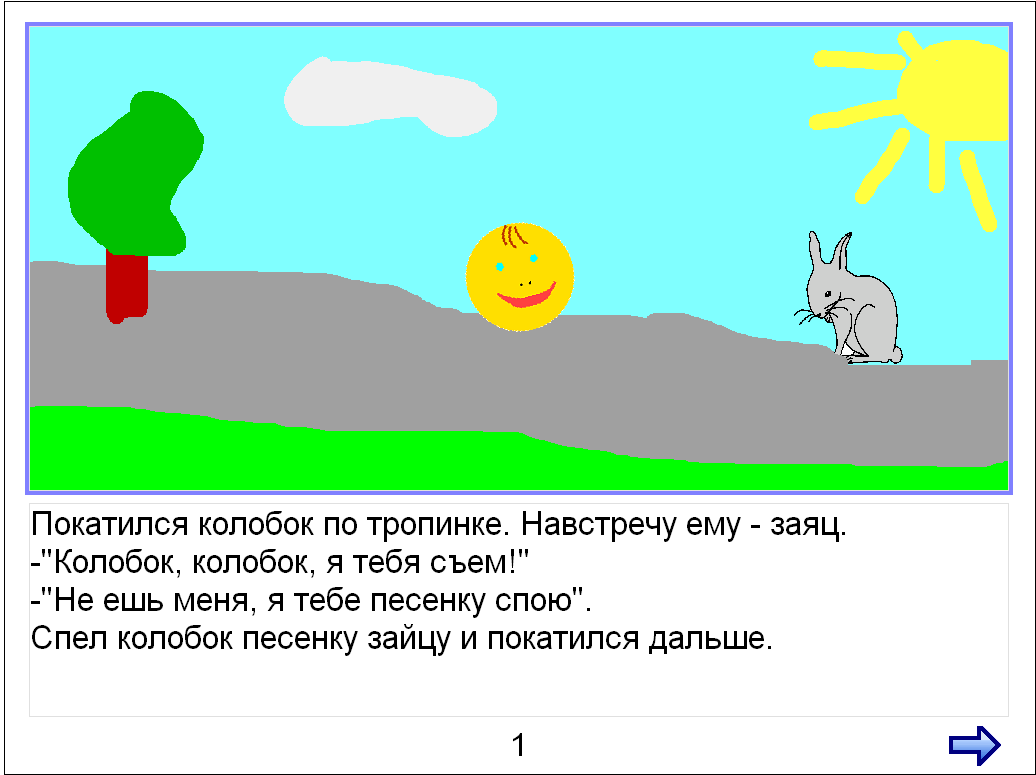 Покатился колобок по тропинке. Навстречу ему - заяц.
-"Колобок, колобок, я тебя съем!"
-"Не ешь меня, я тебе песенку спою".
Спел колобок песенку зайцу и покатился дальше.
1